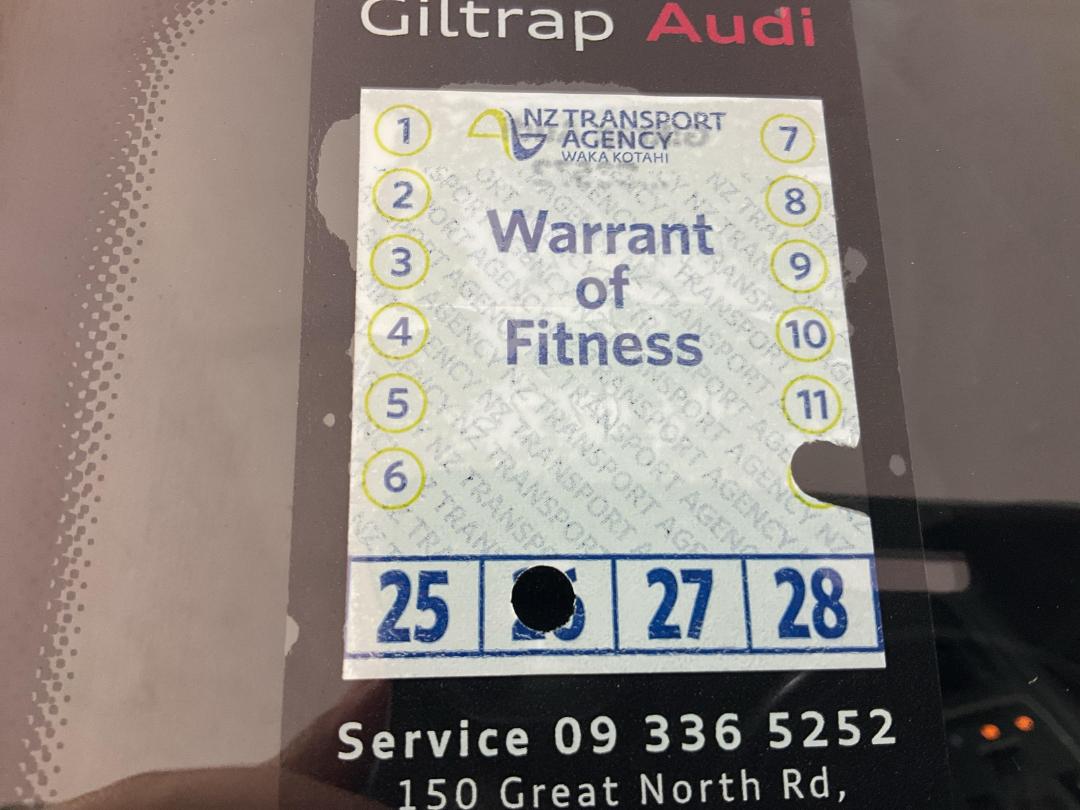 Giltrap Audi
1
NZ TRANSPORT
AGENCY
WAKA KOTAHI
7
2
8
Warrant
of
Fitness
3
9
4
10
5
11
6
25 26 27 28
Service 09 336 5252
150 Great North Rd,